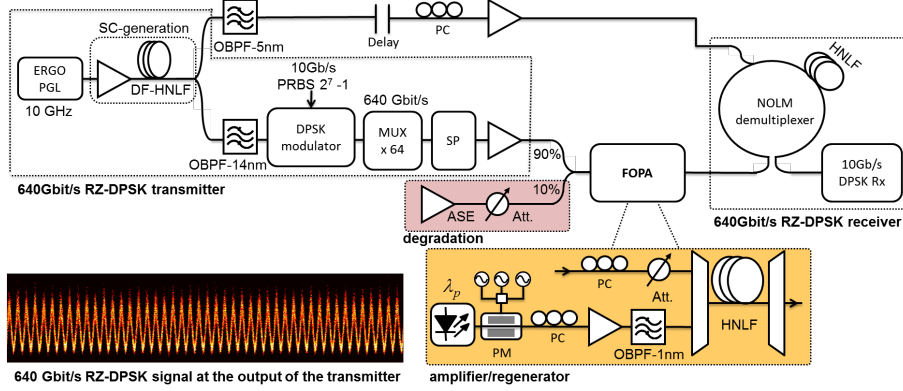 SC-generation
OBPF-5nm
Delay
PC
ERGO
PGL
10 GHz
DF-HNLF
10Gb/s
PRBS 2⁷ -1
640 Gbit/s
DPSK
modulator
MUX
x 64
SP
OBPF-14nm
640Gbit/s RZ-DPSK transmitter
90%
10%
FOPA
ASE
Att.
degradation
HNLF
NOLM
demultiplexer
10Gb/s
DPSK Rx
640Gbit/s RZ-DPSK receiver
PC
Att.
HNLF
λp
PM
PC
OBPF-1nm
640 Gbit/s RZ-DPSK signal at the output of the transmitter
amplifier/regenerator